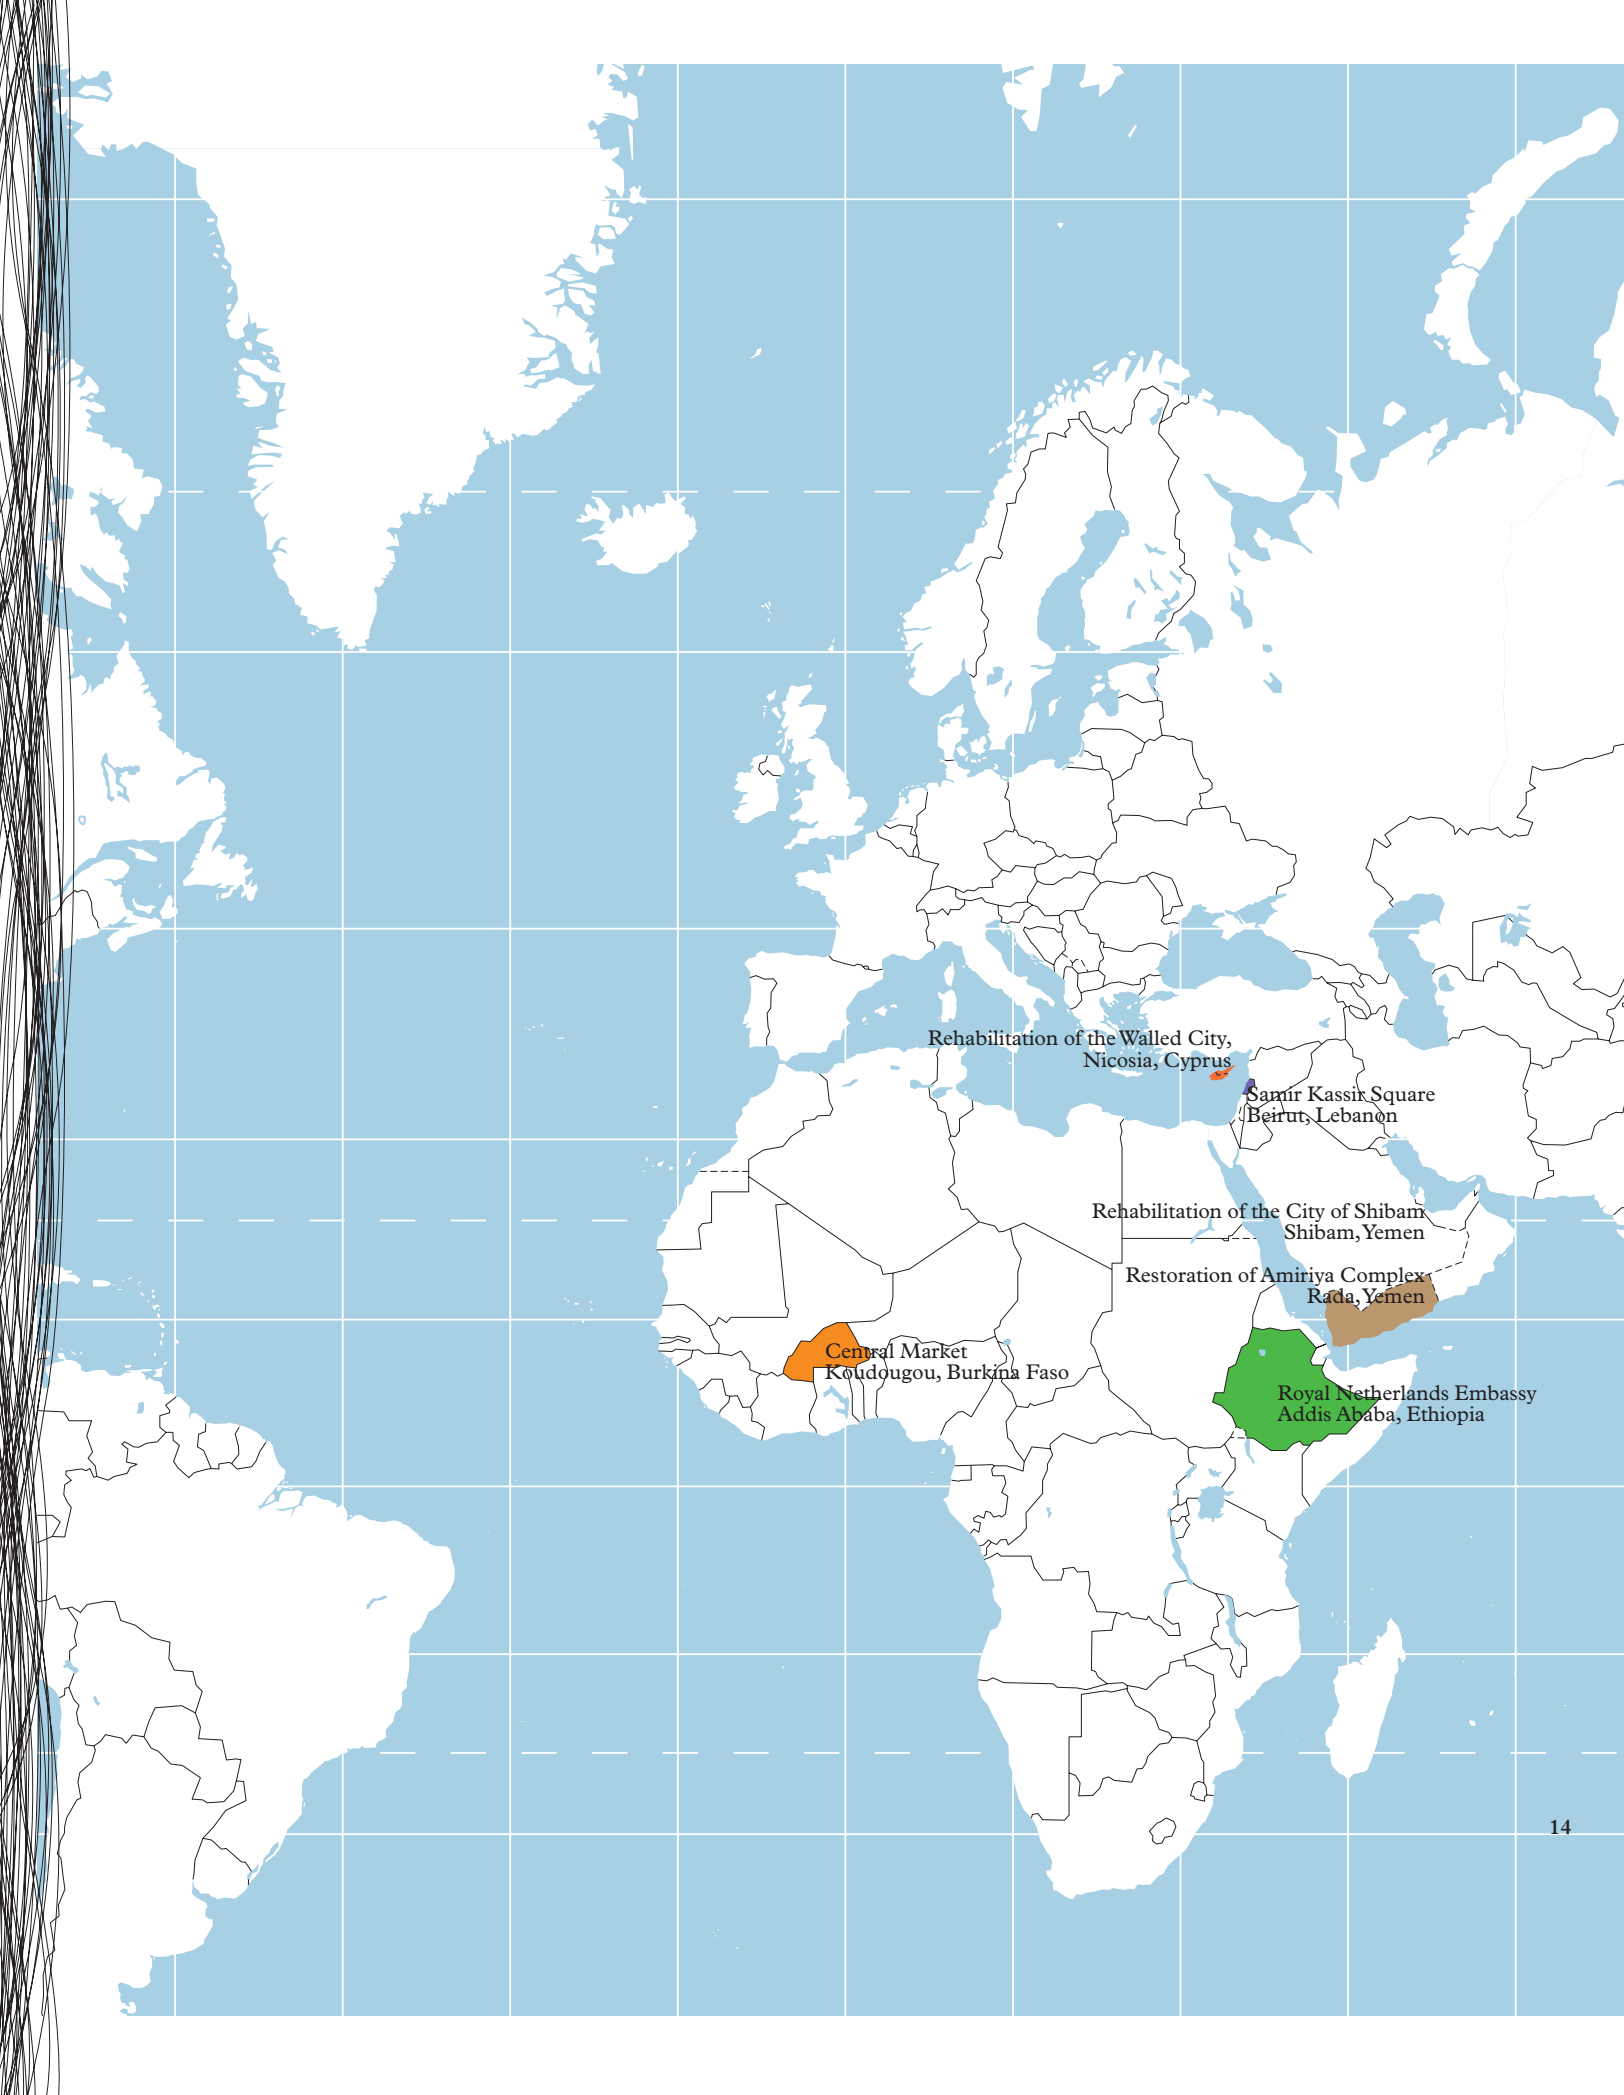 Rehabilitation of the Walled City,
Nicosia, Cyprus
Samir Kassir Square
Beirut, Lebanon
Rehabilitation of the City of Shibam
Shibam, Yemen
Restoration of Amiriya Complex
Rada, Yemen
Central Market
Koudougou, Burkina Faso
Royal Netherlands Embassy
Addis Ababa, Ethiopia
14